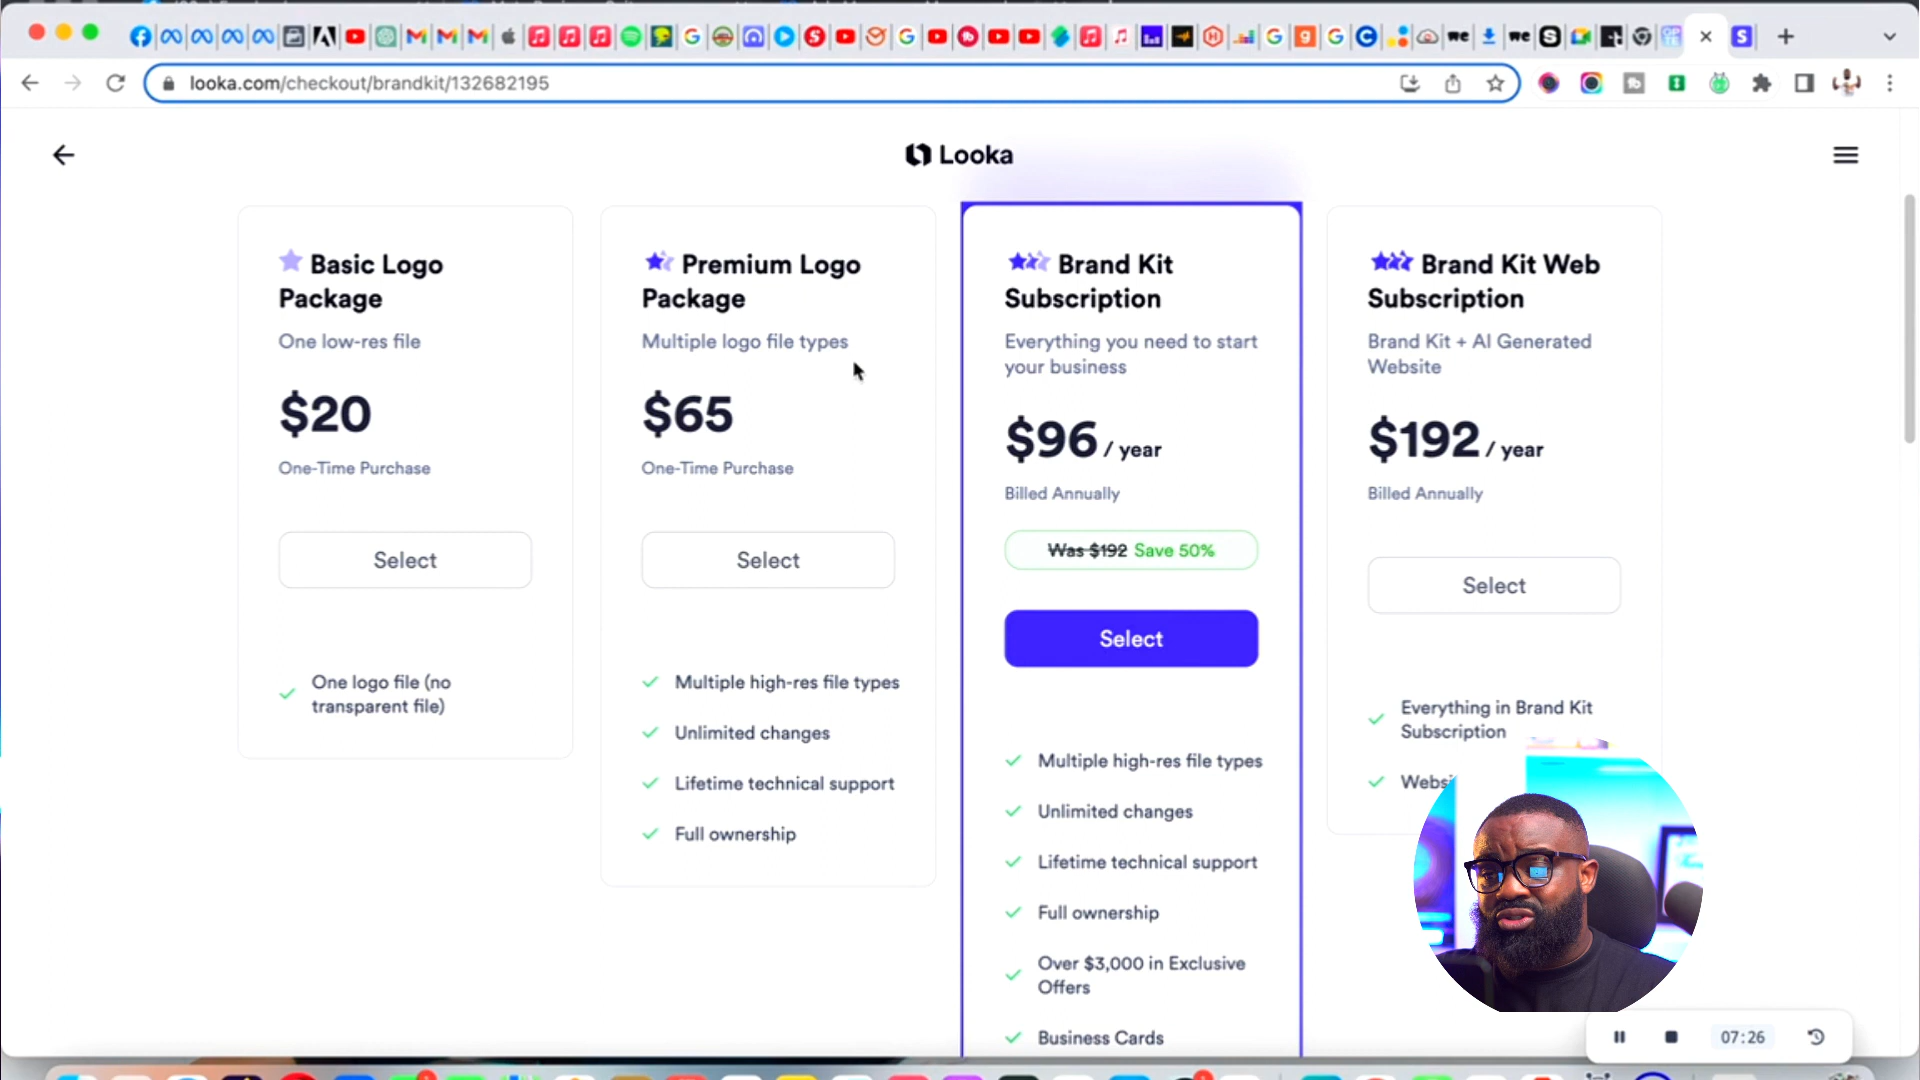 looka.com/checkout/brandkit/132682195
Looka
Basic Logo
Package
One low-res file
$20
One-Time Purchase
Select
One logo file (no
transparent file)
Premium Logo
Package
Multiple logo file types
$65
One-Time Purchase
Select
Multiple high-res file types
Unlimited changes
Lifetime technical support
Full ownership
Brand Kit
Subscription
Everything you need to start
your business
$96 / year
Billed Annually
Was $192 Save 50%
Select
Multiple high-res file types
Unlimited changes
Lifetime technical support
Full ownership
Over $3,000 in Exclusive
Offers
Business Cards
Brand Kit Web
Subscription
Brand Kit + AI Generated
Website
$192 / year
Billed Annually
Select
Everything in Brand Kit
Subscription
07:26